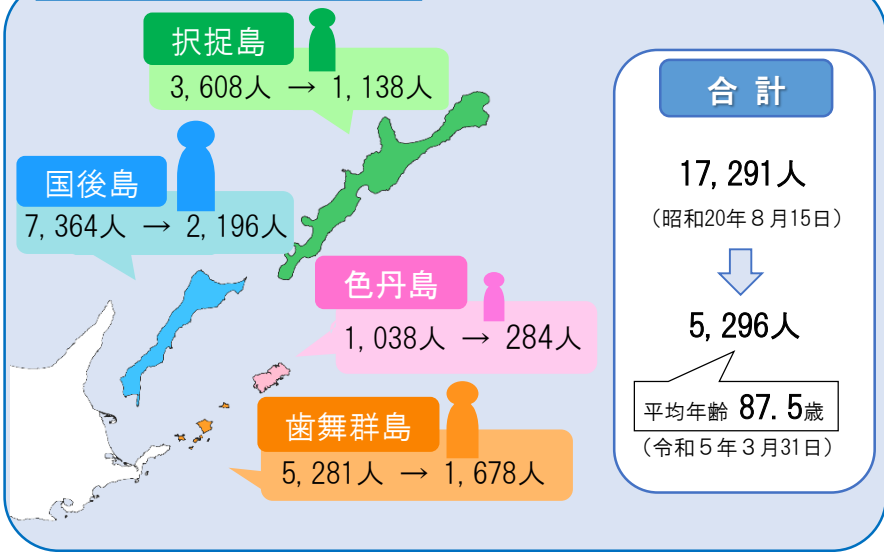 択捉島
3,608人 → 1,138人
国後島
7,364人 → 2,196人
色丹島
1,038人 → 284人
歯舞群島
5,281人 → 1,678人
合計
17,291人
（昭和20年8月15日）
5,296人
平均年齢 87.5歳
（令和5年3月31日）